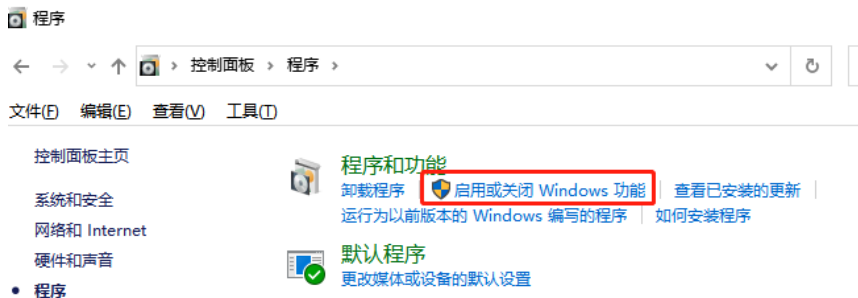 程序
控制面板 › 程序 ›
文件(F) 编辑(E) 查看(V) 工具(T)
控制面板主页
系统和安全
网络和 Internet
硬件和声音
程序
程序和功能
卸载程序 启用或关闭 Windows 功能 查看已安装的更新
运行为以前版本的 Windows 编写的程序 如何安装程序
默认程序
更改媒体或设备的默认设置